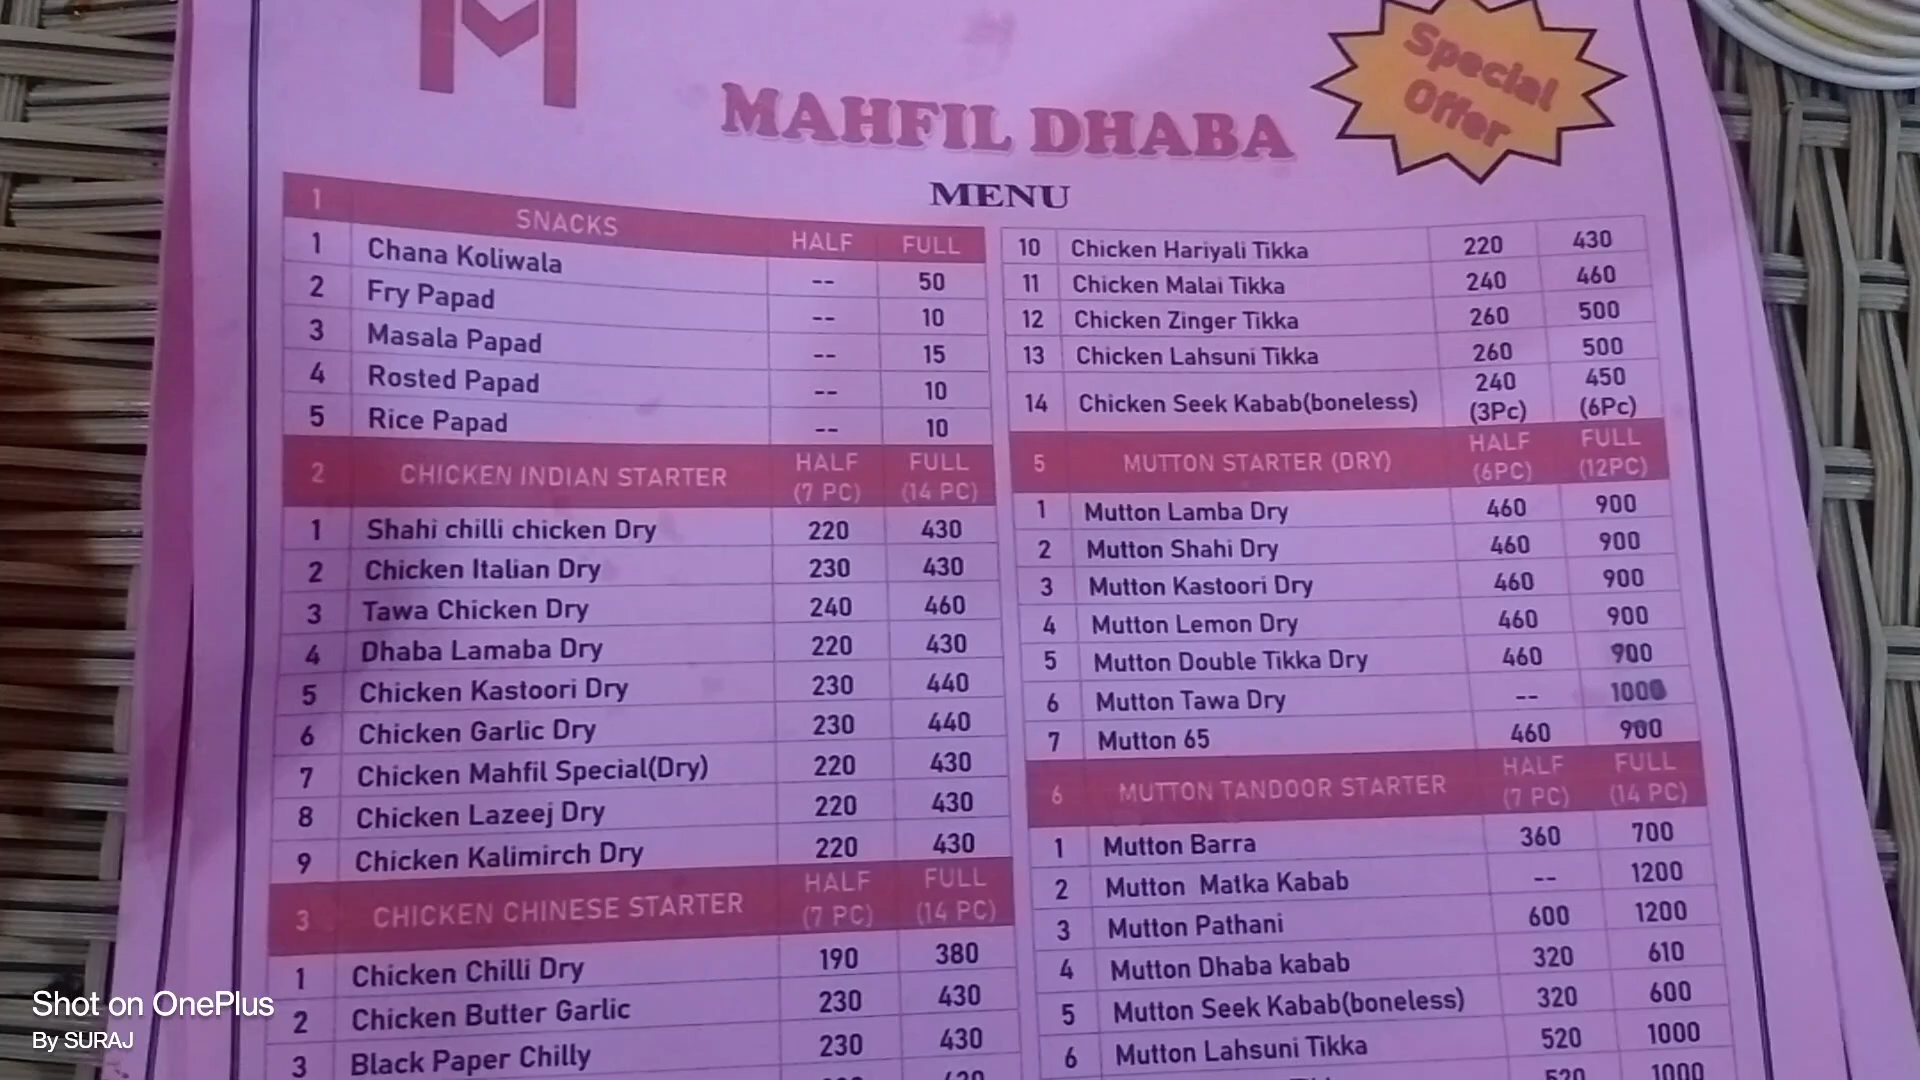 M
MAHFIL DHABA
Special
Offer
MENU
1 SNACKS HALF FULL
1 Chana Koliwala -- 50
2 Fry Papad -- 10
3 Masala Papad -- 15
4 Rosted Papad -- 10
5 Rice Papad -- 10
2 CHICKEN INDIAN STARTER HALF (7 PC) FULL (14 PC)
1 Shahi chilli chicken Dry 220 430
2 Chicken Italian Dry 230 430
3 Tawa Chicken Dry 240 460
4 Dhaba Lamaba Dry 220 430
5 Chicken Kastoori Dry 230 440
6 Chicken Garlic Dry 230 440
7 Chicken Mahfil Special(Dry) 220 430
8 Chicken Lazeej Dry 220 430
9 Chicken Kalimirch Dry 220 430
3 CHICKEN CHINESE STARTER HALF (7 PC) FULL (14 PC)
1 Chicken Chilli Dry 190 380
2 Chicken Butter Garlic 230 430
3 Black Paper Chilly 230 430
10 Chicken Hariyali Tikka 220 430
11 Chicken Malai Tikka 240 460
12 Chicken Zinger Tikka 260 500
13 Chicken Lahsuni Tikka 260 500
14 Chicken Seek Kabab(boneless) 240 (3Pc) 450 (6Pc)
5 MUTTON STARTER (DRY) HALF (6PC) FULL (12PC)
1 Mutton Lamba Dry 460 900
2 Mutton Shahi Dry 460 900
3 Mutton Kastoori Dry 460 900
4 Mutton Lemon Dry 460 900
5 Mutton Double Tikka Dry 460 900
6 Mutton Tawa Dry -- 1000
7 Mutton 65 460 900
6 MUTTON TANDOOR STARTER HALF (7 PC) FULL (14 PC)
1 Mutton Barra 360 700
2 Mutton Matka Kabab -- 1200
3 Mutton Pathani 600 1200
4 Mutton Dhaba kabab 320 610
5 Mutton Seek Kabab(boneless) 320 600
6 Mutton Lahsuni Tikka 520 1000
520 1000
Shot on OnePlus
By SURAJ